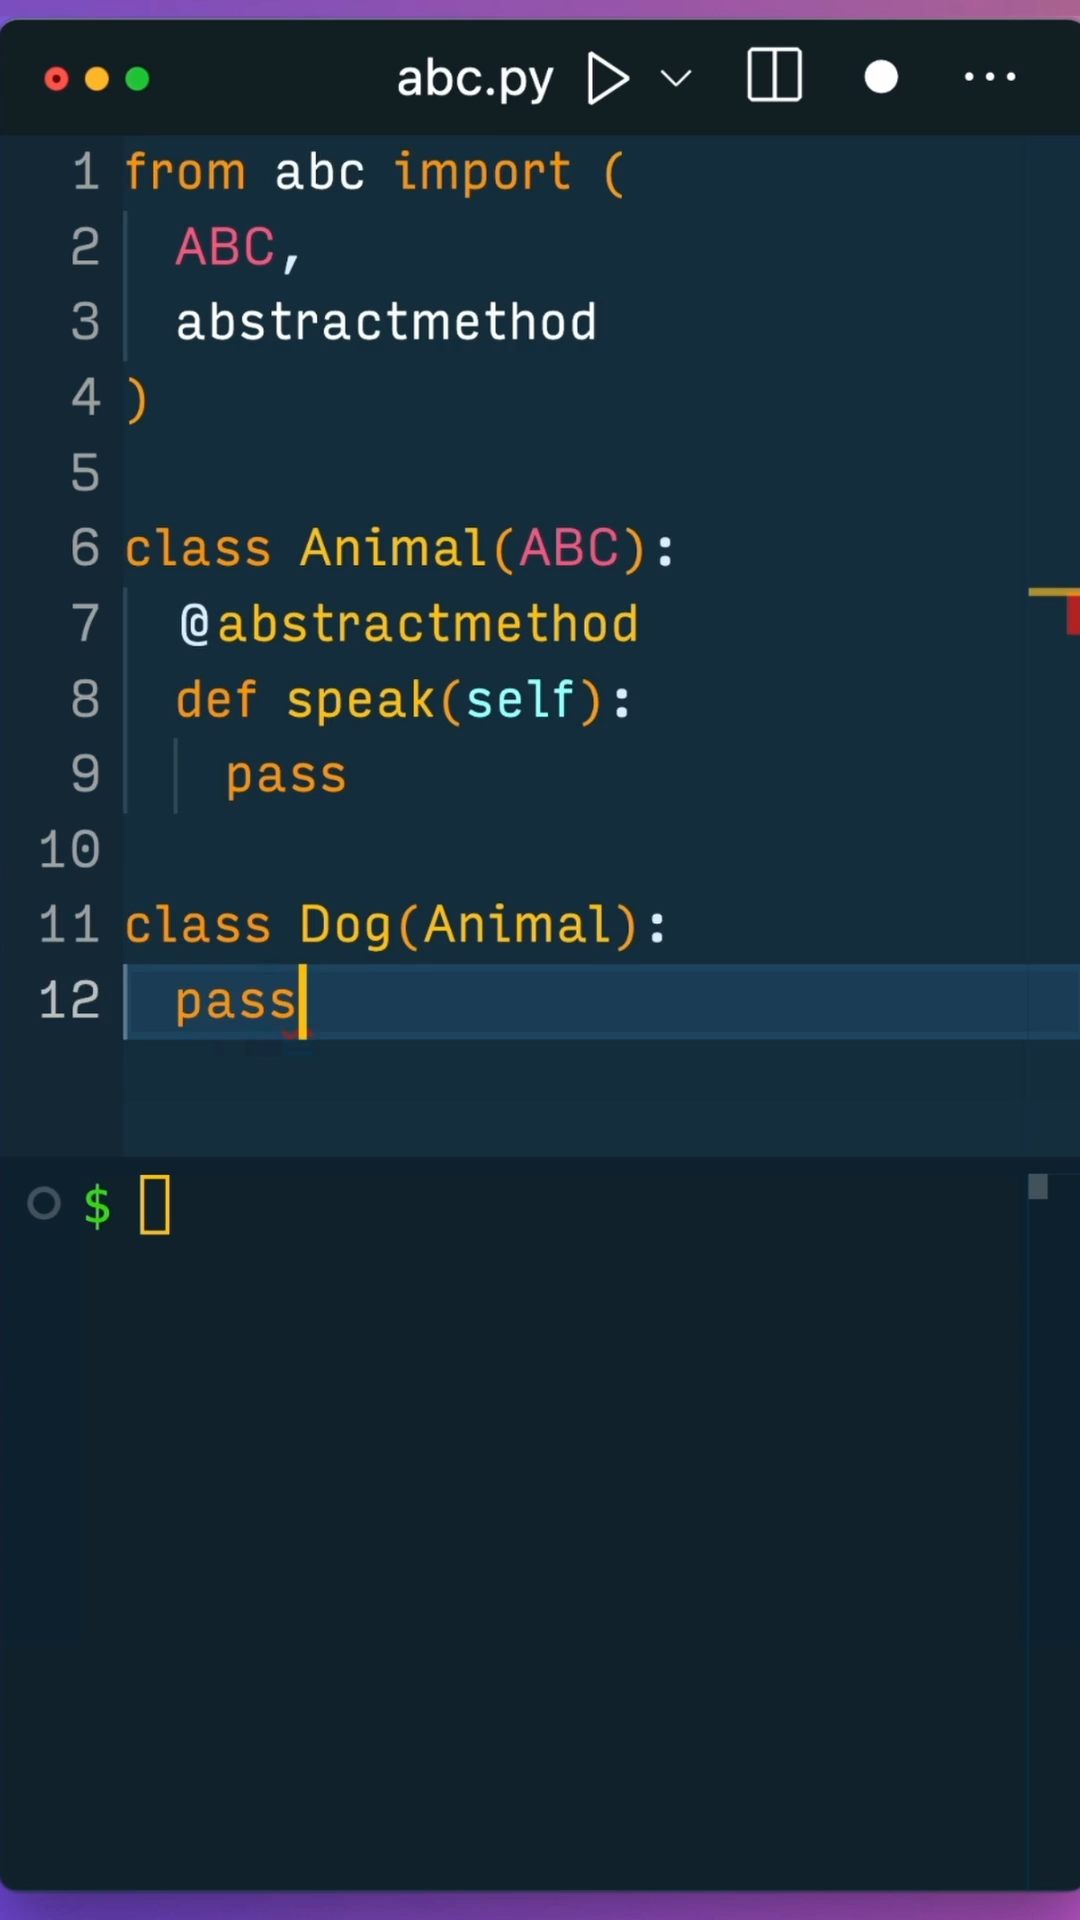 abc.py
1 from abc import (
2 ABC,
3 abstractmethod
4 )
5
6 class Animal(ABC):
7 @abstractmethod
8 def speak(self):
9 pass
10
11 class Dog(Animal):
12 pass
$